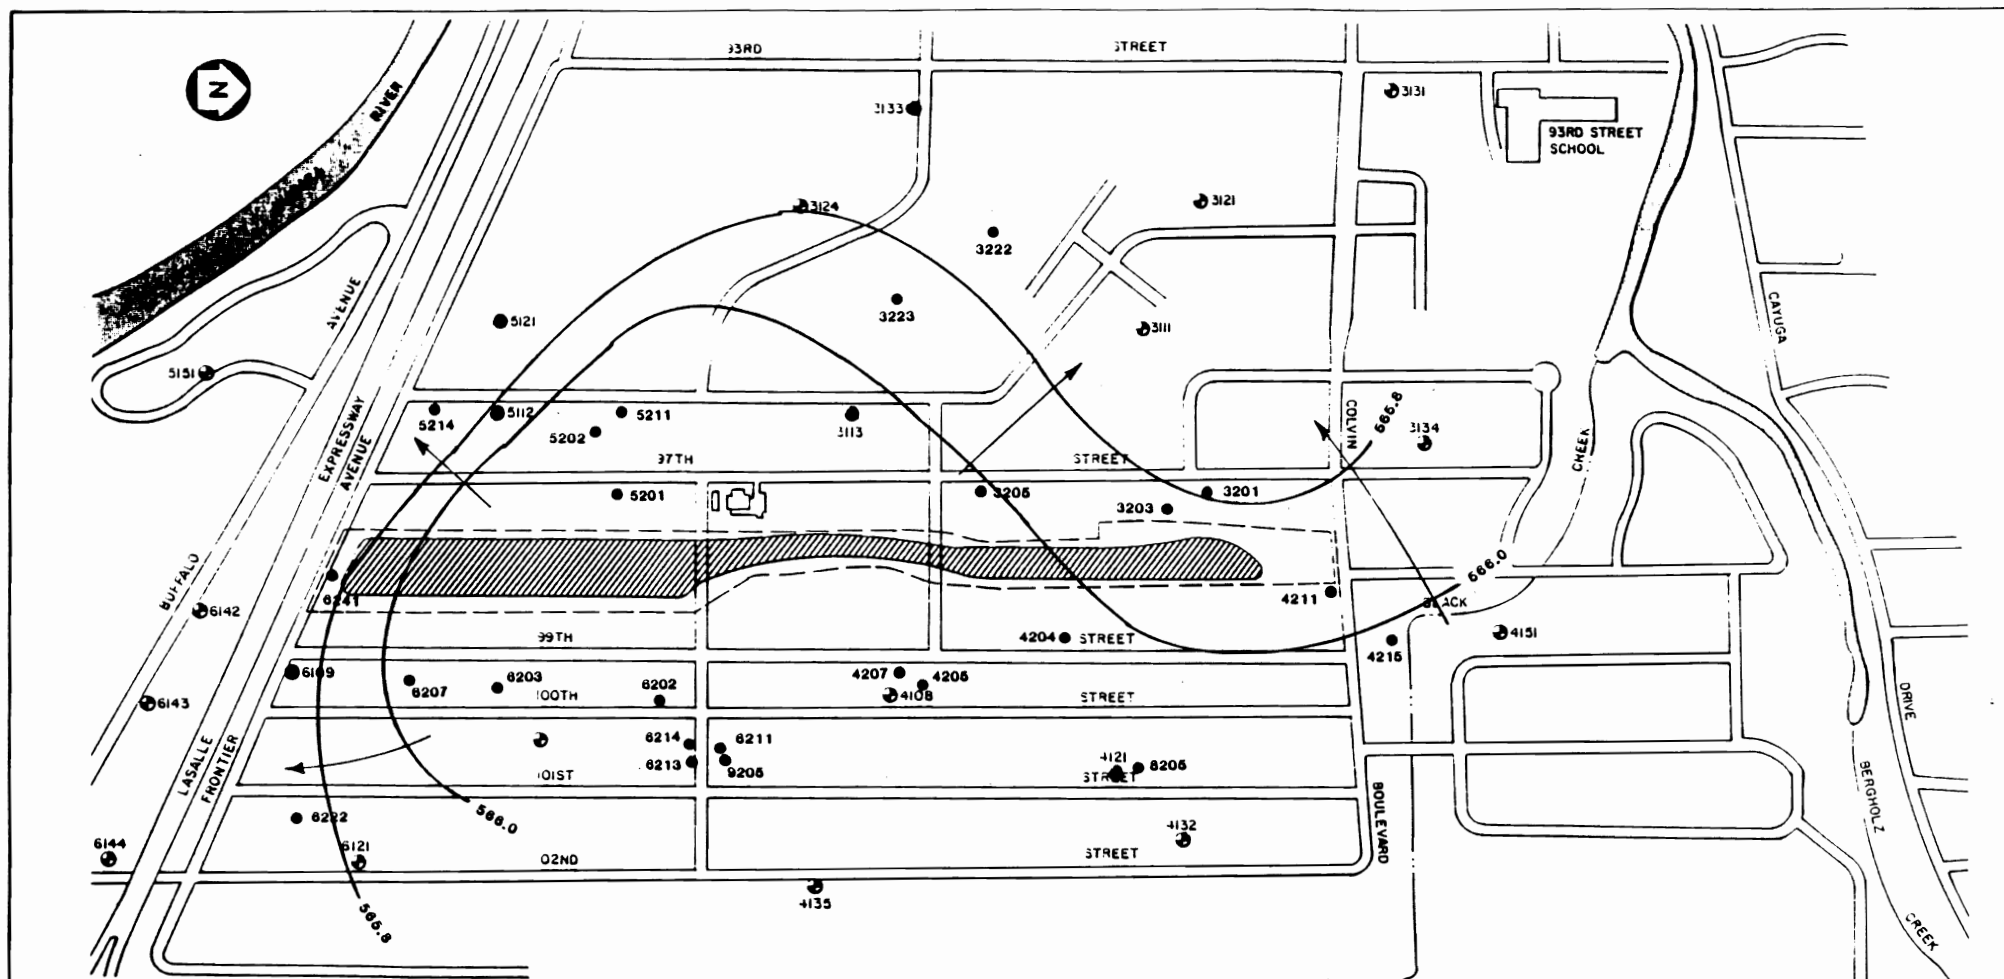 93RD STREET
N
RIVER
3133
3131
93RD STREET
SCHOOL
3124
3121
3222
3223
3111
AVENUE
5121
5151
CAYUGA
5214
5112
5211
5202
3113
565.8
3134
COLVIN
CREEK
EXPRESSWAY
AVENUE
97TH STREET
5201
3205
3201
3203
566.0
BUFFALO
6241
6142
4211
BLACK
99TH STREET
4204
4151
4215
6109
6207
6203
6202
4207
4205
4108
100TH STREET
6143
DRIVE
LASALLE
FRONTIER
6214
6211
6213
9205
4121
8205
101ST STREET
566.0
BOULEVARD
BERGHOLZ
6222
6121
6144
102ND STREET
4132
4135
565.8
CREEK